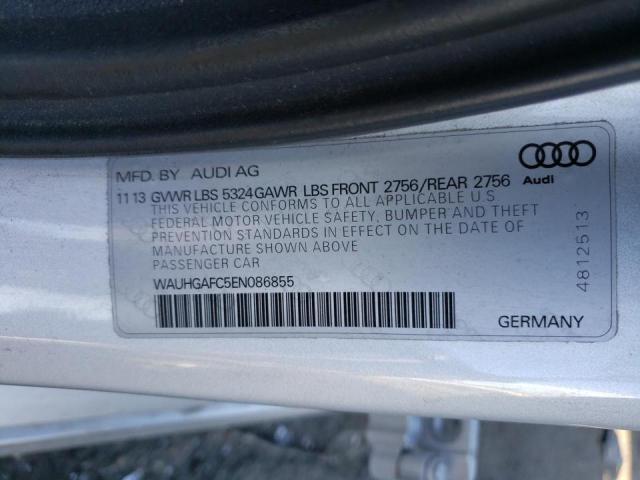 MFD. BY AUDI AG
11 13 GVWR LBS 5324 GAWR LBS FRONT 2756/REAR 2756
THIS VEHICLE CONFORMS TO ALL APPLICABLE U S
FEDERAL MOTOR VEHICLE SAFETY, BUMPER AND THEFT
PREVENTION STANDARDS IN EFFECT ON THE DATE OF
MANUFACTURE SHOWN ABOVE
PASSENGER CAR
WAUHGAFC5EN086855
Audi
4812513
GERMANY